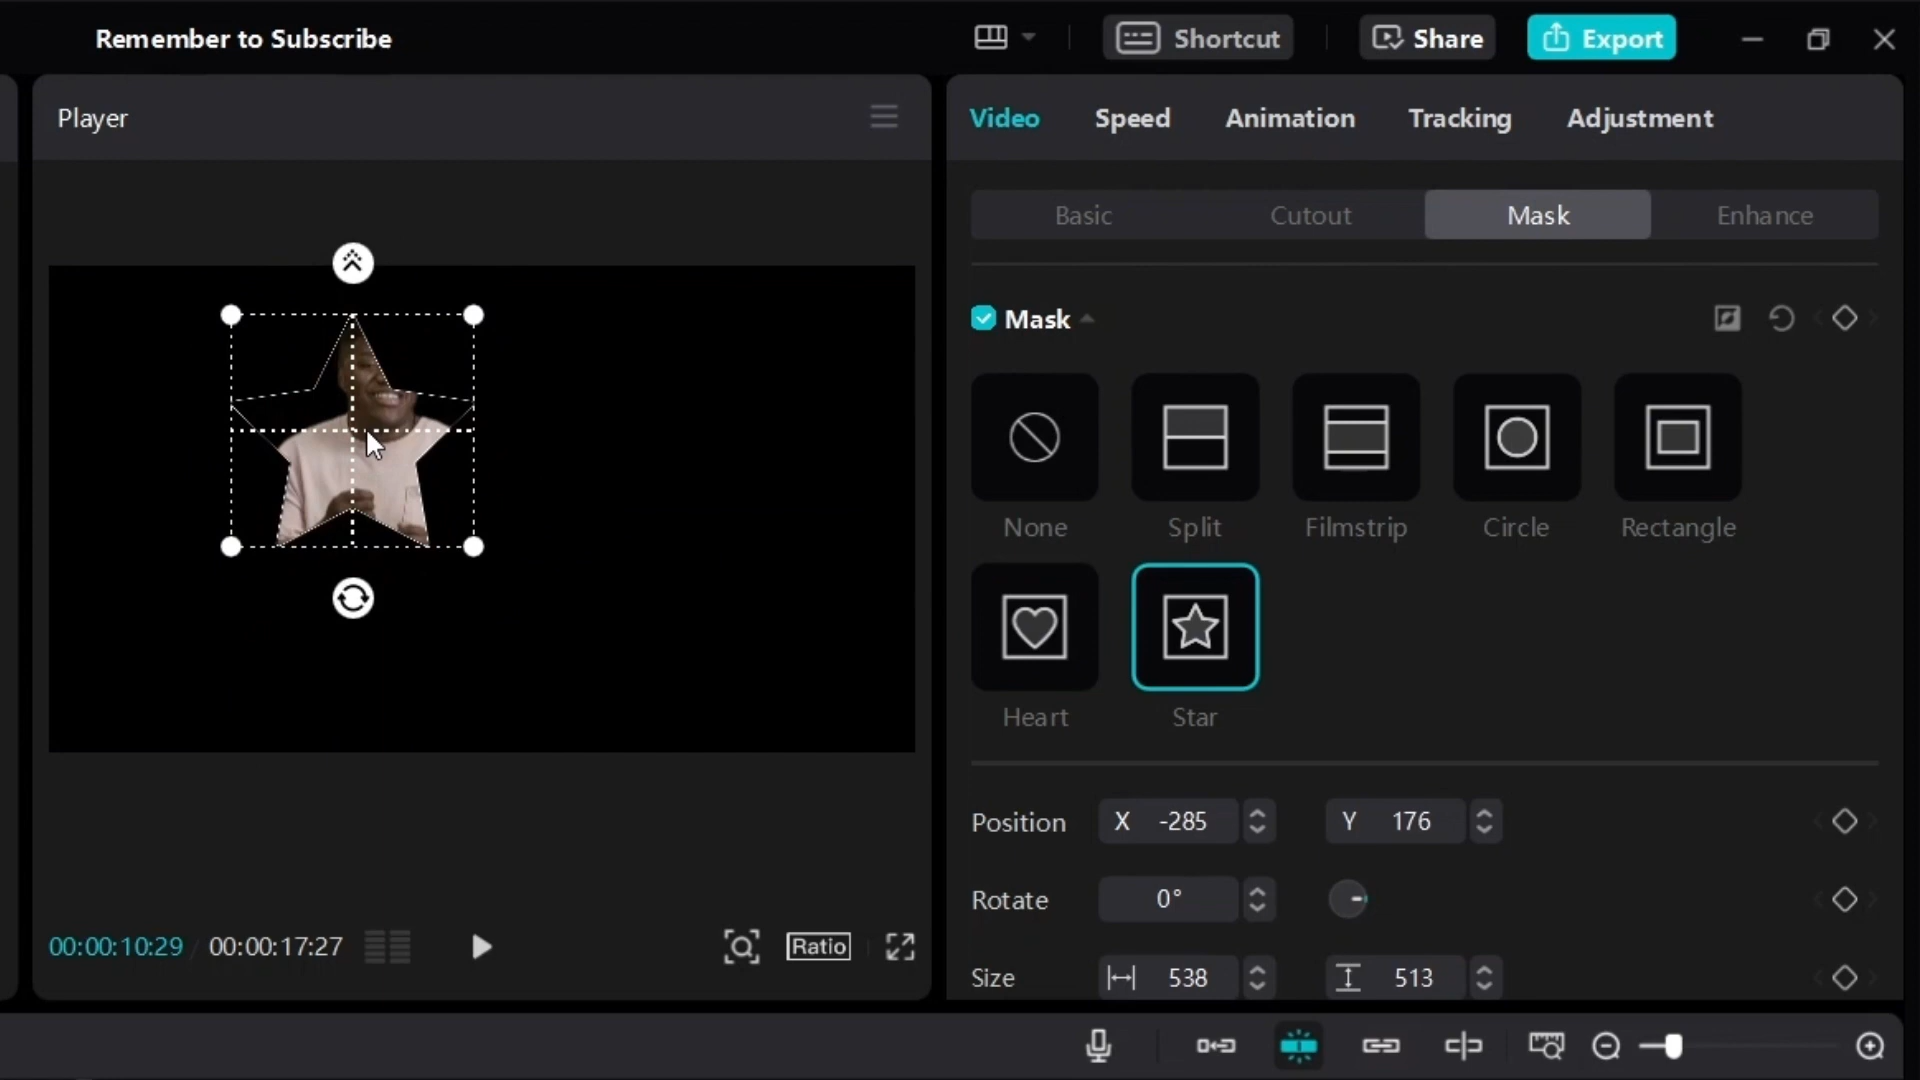 Remember to Subscribe
Shortcut
Share
Export
Player
Video Speed Animation Tracking Adjustment
Basic Cutout Mask Enhance
Mask
None Split Filmstrip Circle Rectangle
Heart Star
Position X -285 Y 176
Rotate 0°
Size 538 513
00:00:10:29 / 00:00:17:27
Ratio